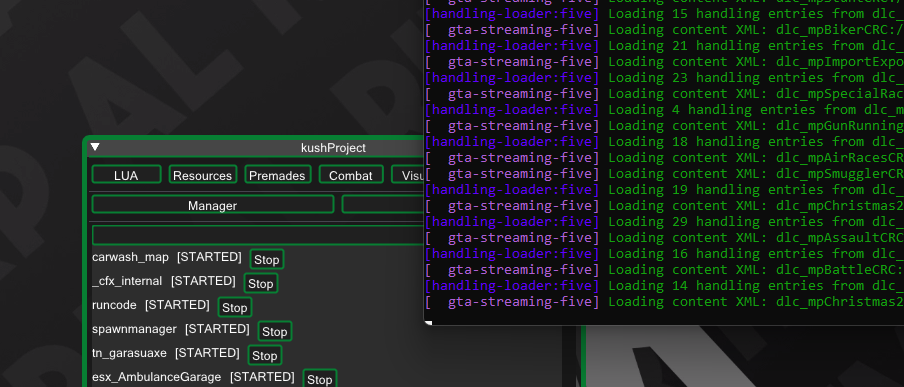 [handling-loader:five] Loading 15 handling entries from dlc_
[ gta-streaming-five] Loading content XML: dlc_mpBikerCRC:/
[handling-loader:five] Loading 21 handling entries from dlc_
[ gta-streaming-five] Loading content XML: dlc_mpImportExpo
[handling-loader:five] Loading 23 handling entries from dlc_
[ gta-streaming-five] Loading content XML: dlc_mpSpecialRac
[handling-loader:five] Loading 4 handling entries from dlc_m
[ gta-streaming-five] Loading content XML: dlc_mpGunRunning
[handling-loader:five] Loading 18 handling entries from dlc_
[ gta-streaming-five] Loading content XML: dlc_mpAirRacesCR
[ gta-streaming-five] Loading content XML: dlc_mpSmugglerCR
[handling-loader:five] Loading 19 handling entries from dlc_
[ gta-streaming-five] Loading content XML: dlc_mpChristmas2
[handling-loader:five] Loading 29 handling entries from dlc_
[ gta-streaming-five] Loading content XML: dlc_mpAssaultCRC
[handling-loader:five] Loading 16 handling entries from dlc_
[ gta-streaming-five] Loading content XML: dlc_mpBattleCRC:
[handling-loader:five] Loading 14 handling entries from dlc_
[ gta-streaming-five] Loading content XML: dlc_mpChristmas2
kushProject
LUA Resources Premades Combat Visu
Manager
carwash_map [STARTED] Stop
_cfx_internal [STARTED] Stop
runcode [STARTED] Stop
spawnmanager [STARTED] Stop
tn_garasuaxe [STARTED] Stop
esx_AmbulanceGarage [STARTED] Stop